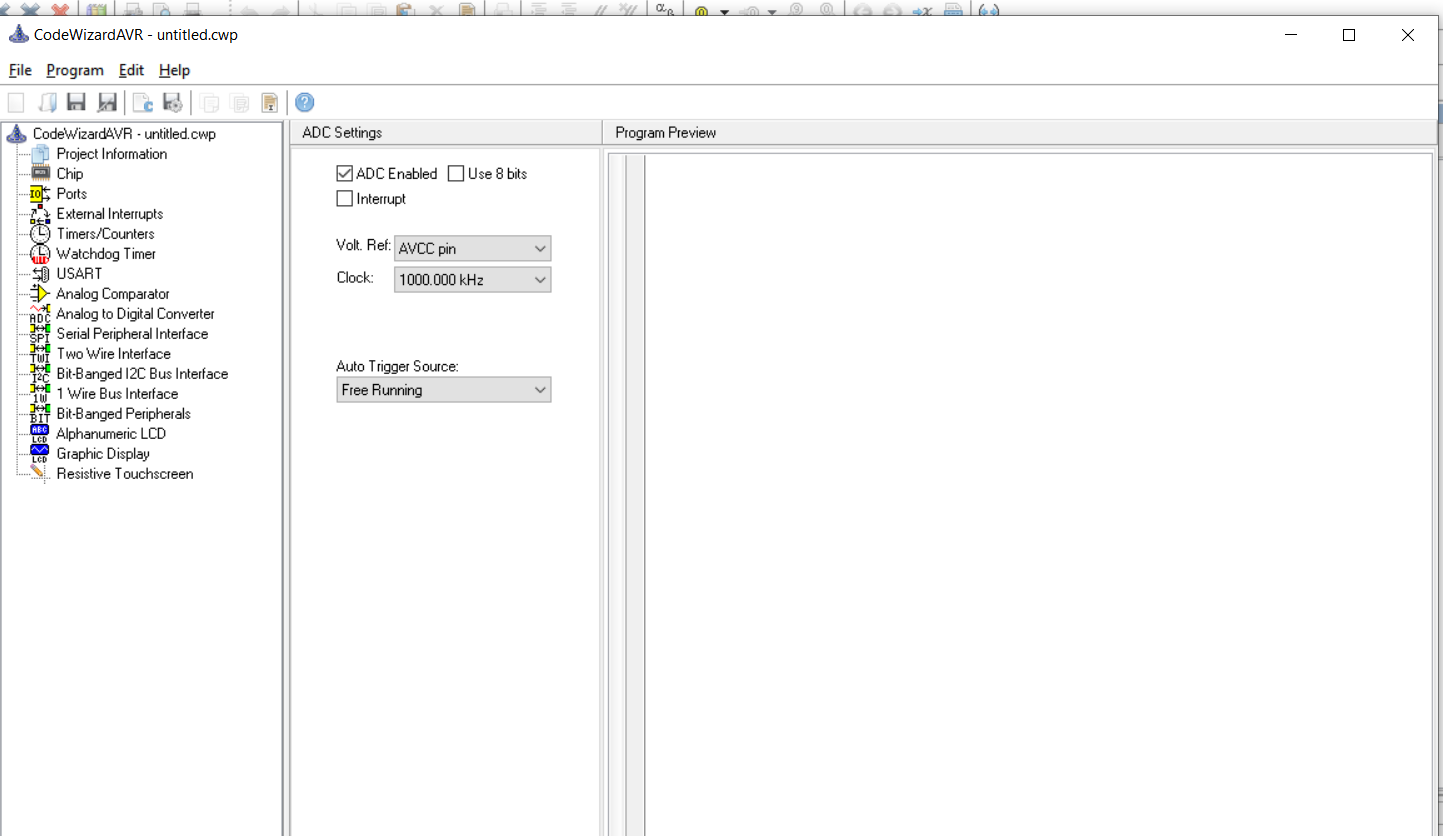 CodeWizardAVR - untitled.cwp
File Program Edit Help
CodeWizardAVR - untitled.cwp
Project Information
Chip
Ports
External Interrupts
Timers/Counters
Watchdog Timer
USART
Analog Comparator
Analog to Digital Converter
Serial Peripheral Interface
Two Wire Interface
Bit-Banged I2C Bus Interface
1 Wire Bus Interface
Bit-Banged Peripherals
Alphanumeric LCD
Graphic Display
Resistive Touchscreen
ADC Settings
ADC Enabled Use 8 bits
Interrupt
Volt. Ref: AVCC pin
Clock: 1000.000 kHz
Auto Trigger Source:
Free Running
Program Preview